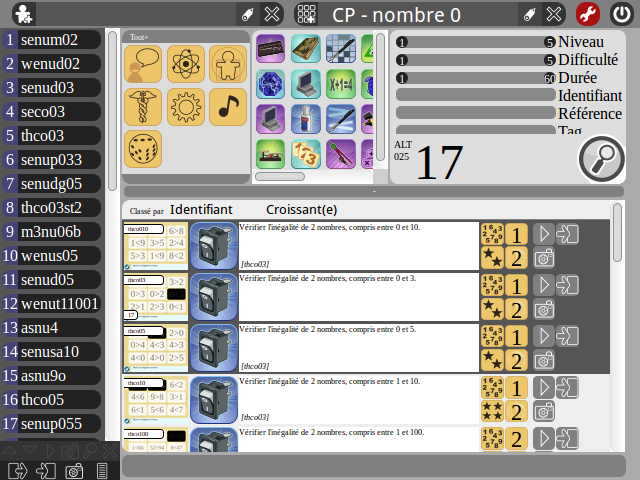 CP - nombre 0
1 senum02
2 wenud02
3 senud03
4 seco03
5 thco03
6 senup033
7 senudg05
8 thco03st2
9 m3nu06b
10 wenus05
11 senud05
12 wenut11001
13 asnu4
14 senusa10
15 asnu9o
16 thco05
17 senup055
Tout+
1 5 Niveau
1 5 Difficulté
1 60 Durée
Identifiant
Référence
Tag
ALT
025
17
Classé par Identifiant Croissant(e)
thco010 6>8
1<9 3>5 2>4
5>3 1<9 8<2
Vérifier l'inégalité de 2 nombres, compris entre 0 et 10.
[thco03]
1
2
thco03 3>2
0>3 0>2
2>1 2>3 0<1
17
Vérifier l'inégalité de 2 nombres, compris entre 0 et 3.
[thco03]
1
2
thco05 2>0
0>4 4>3 4>3
4<0 4>0 2>5
Vérifier l'inégalité de 2 nombres, compris entre 0 et 5.
[thco03]
1
2
thco10 6<2
4<6 9>8 3>1
6<1 5<6 4<7
Vérifier l'inégalité de 2 nombres, compris entre 1 et 10.
[thco03]
1
2
thco100
Vérifier l'inégalité de 2 nombres, compris entre 1 et 100.
2